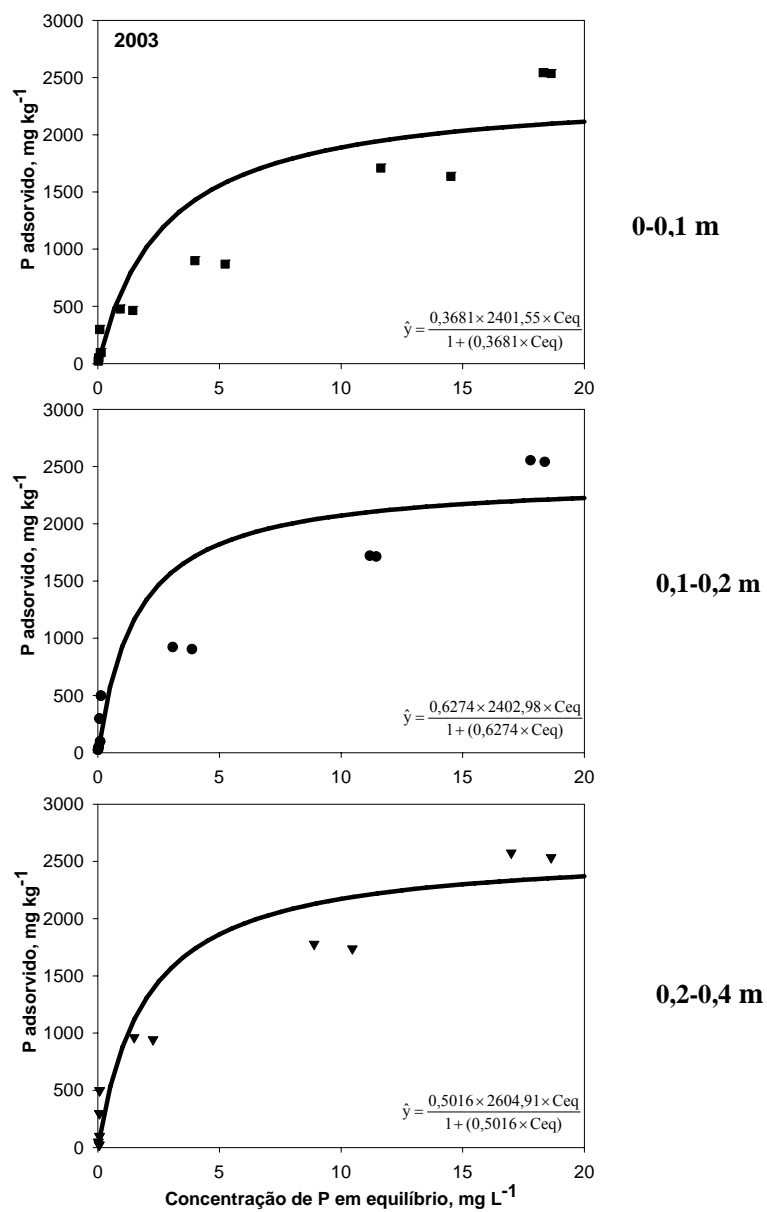 2003
3000
2500
2000
1500
1000
500
0
P adsorvido, mg kg⁻¹
0 5 10 15 20
ŷ = 0,3681 × 2401,55 × Ceq
1 + (0,3681 × Ceq)
0-0,1 m
3000
2500
2000
1500
1000
500
0
P adsorvido, mg kg⁻¹
0 5 10 15 20
ŷ = 0,6274 × 2402,98 × Ceq
1 + (0,6274 × Ceq)
0,1-0,2 m
3000
2500
2000
1500
1000
500
0
P adsorvido, mg kg⁻¹
0 5 10 15 20
ŷ = 0,5016 × 2604,91 × Ceq
1 + (0,5016 × Ceq)
0,2-0,4 m
Concentração de P em equilíbrio, mg L⁻¹